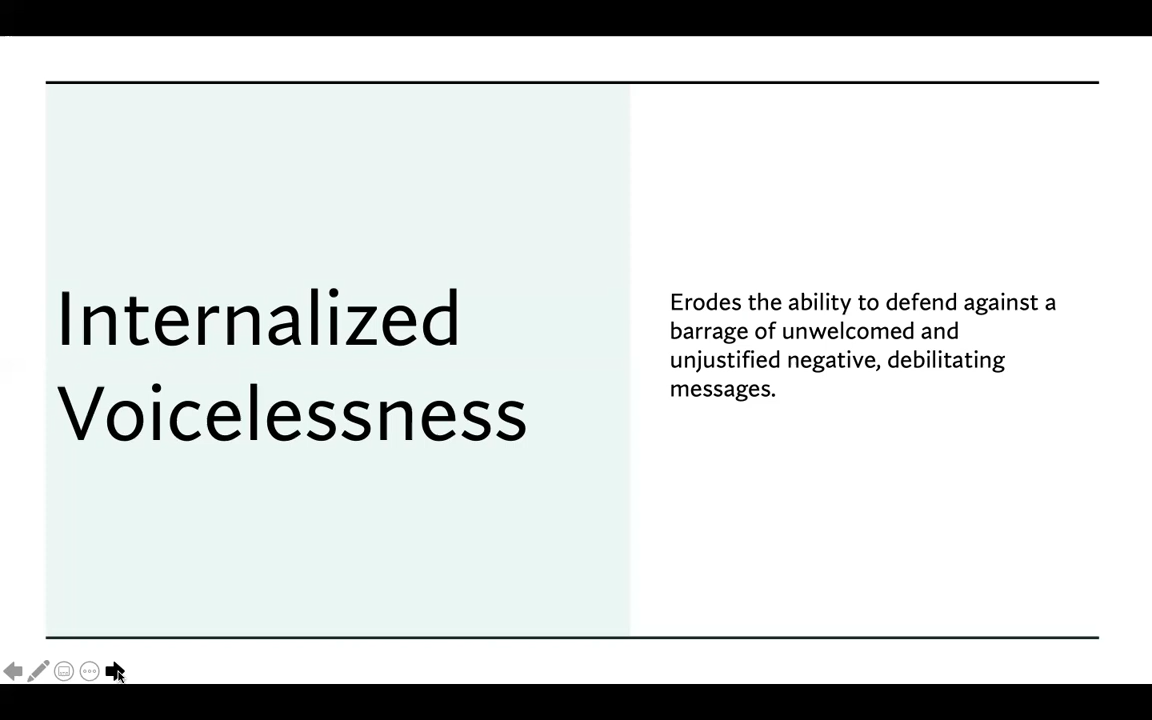 Internalized
Voicelessness
Erodes the ability to defend against a
barrage of unwelcomed and
unjustified negative, debilitating
messages.